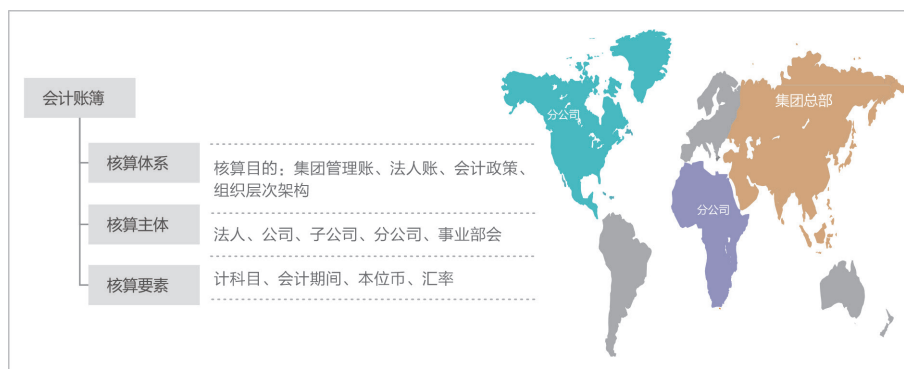 会计账簿
核算体系
核算目的：集团管理账、法人账、会计政策、
组织层次架构
核算主体
法人、公司、子公司、分公司、事业部会
核算要素
计科目、会计期间、本位币、汇率
分公司
集团总部
分公司